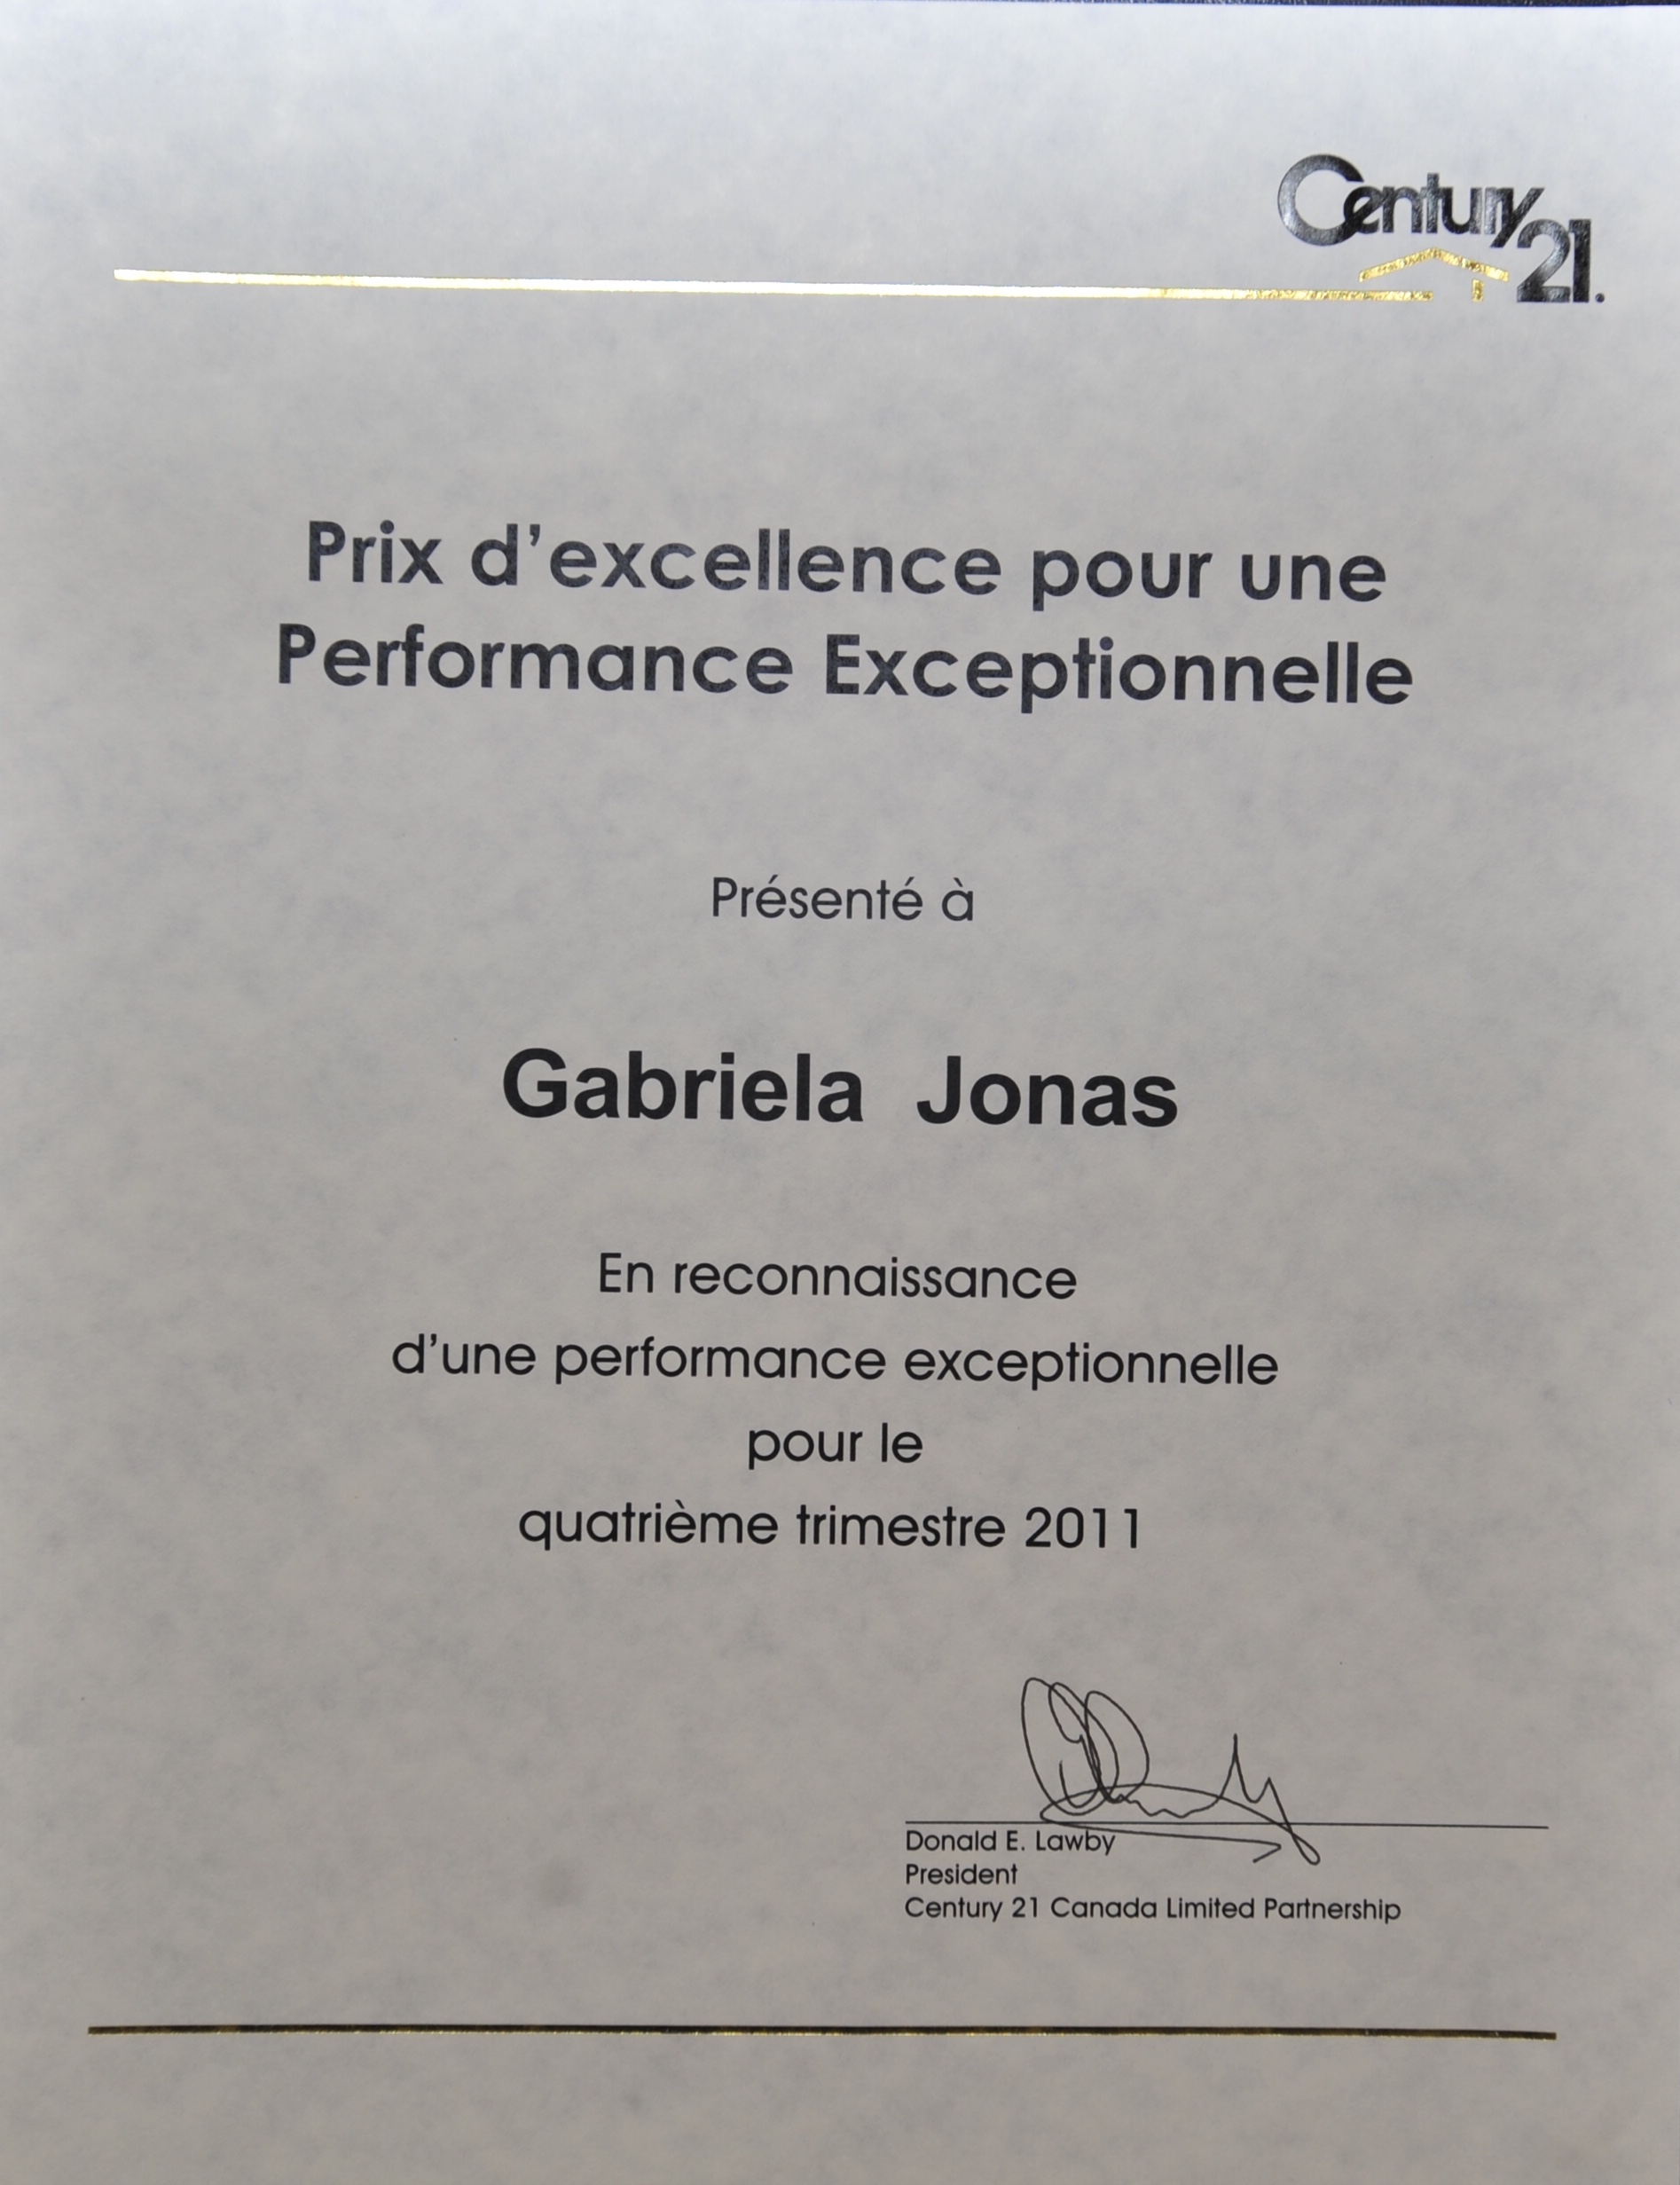 Century 21.
Prix d'excellence pour une
Performance Exceptionnelle
Présenté à
Gabriela Jonas
En reconnaissance
d'une performance exceptionnelle
pour le
quatrième trimestre 2011
Donald E. Lawby
President
Century 21 Canada Limited Partnership